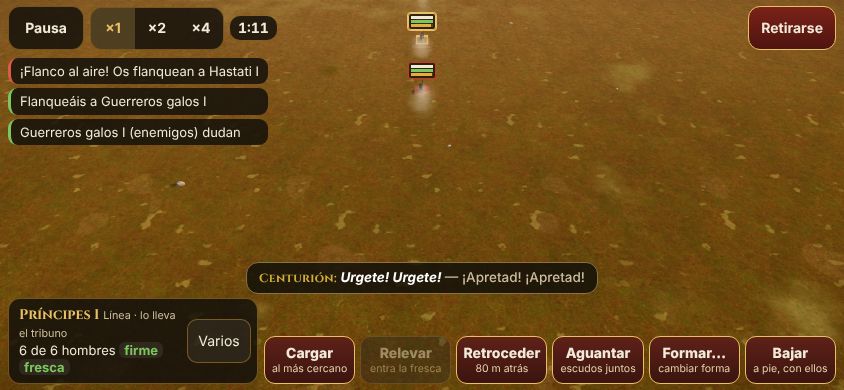 Pausa
×1 ×2 ×4
1:11
Retirarse
¡Flanco al aire! Os flanquean a Hastati I
Flanqueáis a Guerreros galos I
Guerreros galos I (enemigos) dudan
Centurión: Urgete! Urgete! — ¡Apretad! ¡Apretad!
Príncipes I Línea · lo lleva
el tribuno
6 de 6 hombres firme
fresca
Varios
Cargar
al más cercano
Relevar
entra la fresca
Retroceder
80 m atrás
Aguantar
escudos juntos
Formar...
cambiar forma
Bajar
a pie, con ellos